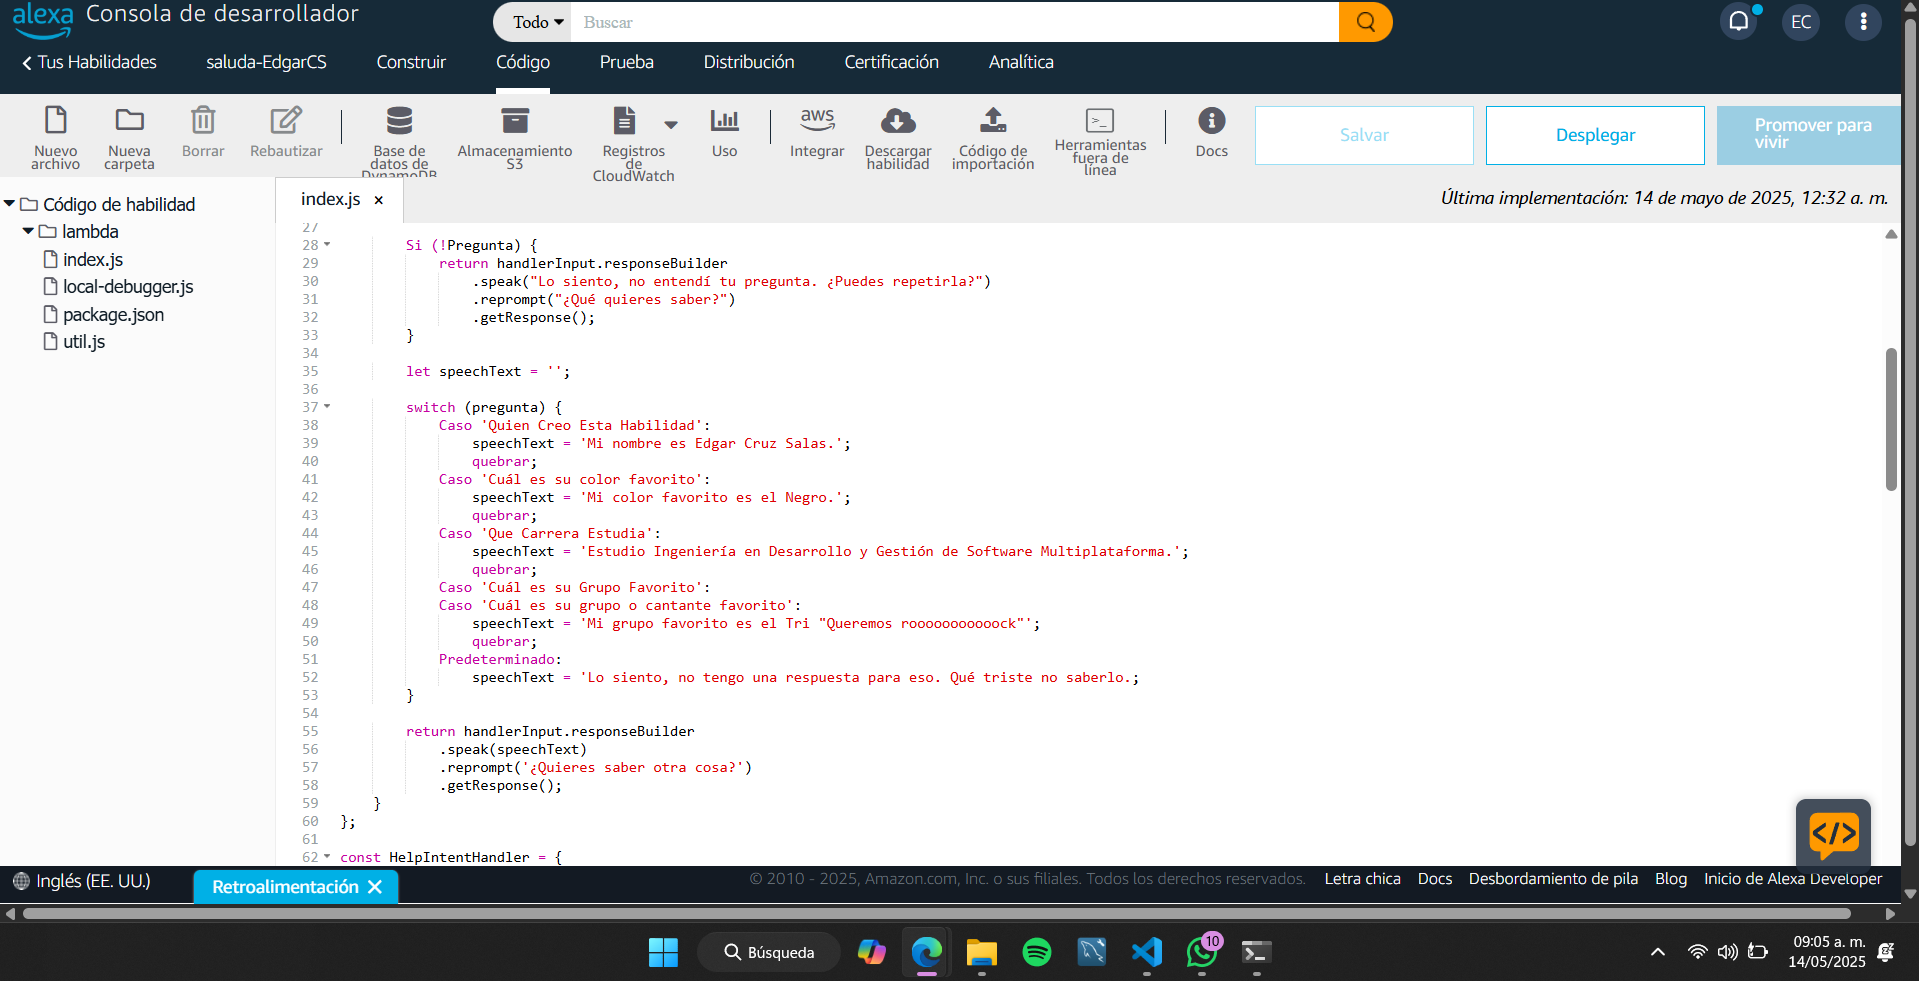 alexa Consola de desarrollador
Todo Buscar
EC
Tus Habilidades saluda-EdgarCS Construir Código Prueba Distribución Certificación Analítica
Nuevo archivo
Nueva carpeta
Borrar
Rebautizar
Base de datos de DynamoDB
Almacenamiento S3
Registros de CloudWatch
Uso
aws
Integrar
Descargar habilidad
Código de importación
Herramientas fuera de línea
Docs
Salvar
Desplegar
Promover para vivir
Código de habilidad
lambda
index.js
local-debugger.js
package.json
util.js
index.js ×
Última implementación: 14 de mayo de 2025, 12:32 a. m.
27
28 Si (!Pregunta) {
29 return handlerInput.responseBuilder
30 .speak("Lo siento, no entendí tu pregunta. ¿Puedes repetirla?")
31 .reprompt("¿Qué quieres saber?")
32 .getResponse();
33 }
34
35 let speechText = '';
36
37 switch (pregunta) {
38 Caso 'Quien Creo Esta Habilidad':
39 speechText = 'Mi nombre es Edgar Cruz Salas.';
40 quebrar;
41 Caso 'Cuál es su color favorito':
42 speechText = 'Mi color favorito es el Negro.';
43 quebrar;
44 Caso 'Que Carrera Estudia':
45 speechText = 'Estudio Ingeniería en Desarrollo y Gestión de Software Multiplataforma.';
46 quebrar;
47 Caso 'Cuál es su Grupo Favorito':
48 Caso 'Cuál es su grupo o cantante favorito':
49 speechText = 'Mi grupo favorito es el Tri "Queremos rooooooooooock"';
50 quebrar;
51 Predeterminado:
52 speechText = 'Lo siento, no tengo una respuesta para eso. Qué triste no saberlo.;
53 }
54
55 return handlerInput.responseBuilder
56 .speak(speechText)
57 .reprompt('¿Quieres saber otra cosa?')
58 .getResponse();
59 }
60 };
61
62 const HelpIntentHandler = {
Inglés (EE. UU.)
Retroalimentación
© 2010 - 2025, Amazon.com, Inc. o sus filiales. Todos los derechos reservados.
Letra chica Docs Desbordamiento de pila Blog Inicio de Alexa Developer
Búsqueda
10
09:05 a. m.
14/05/2025